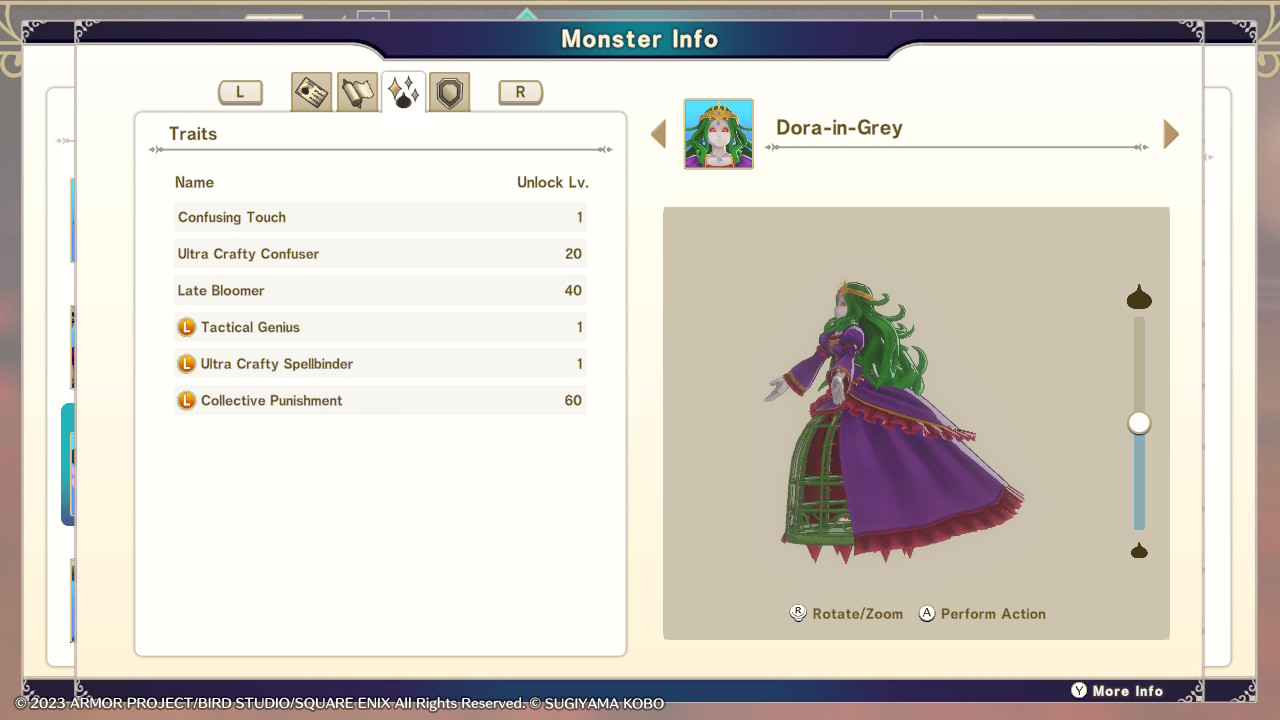 Monster Info
L
R
Traits
Name Unlock Lv.
Confusing Touch 1
Ultra Crafty Confuser 20
Late Bloomer 40
L Tactical Genius 1
L Ultra Crafty Spellbinder 1
L Collective Punishment 60
Dora-in-Grey
R Rotate/Zoom A Perform Action
Y More Info
© 2023 ARMOR PROJECT/BIRD STUDIO/SQUARE ENIX All Rights Reserved. © SUGIYAMA KOBO